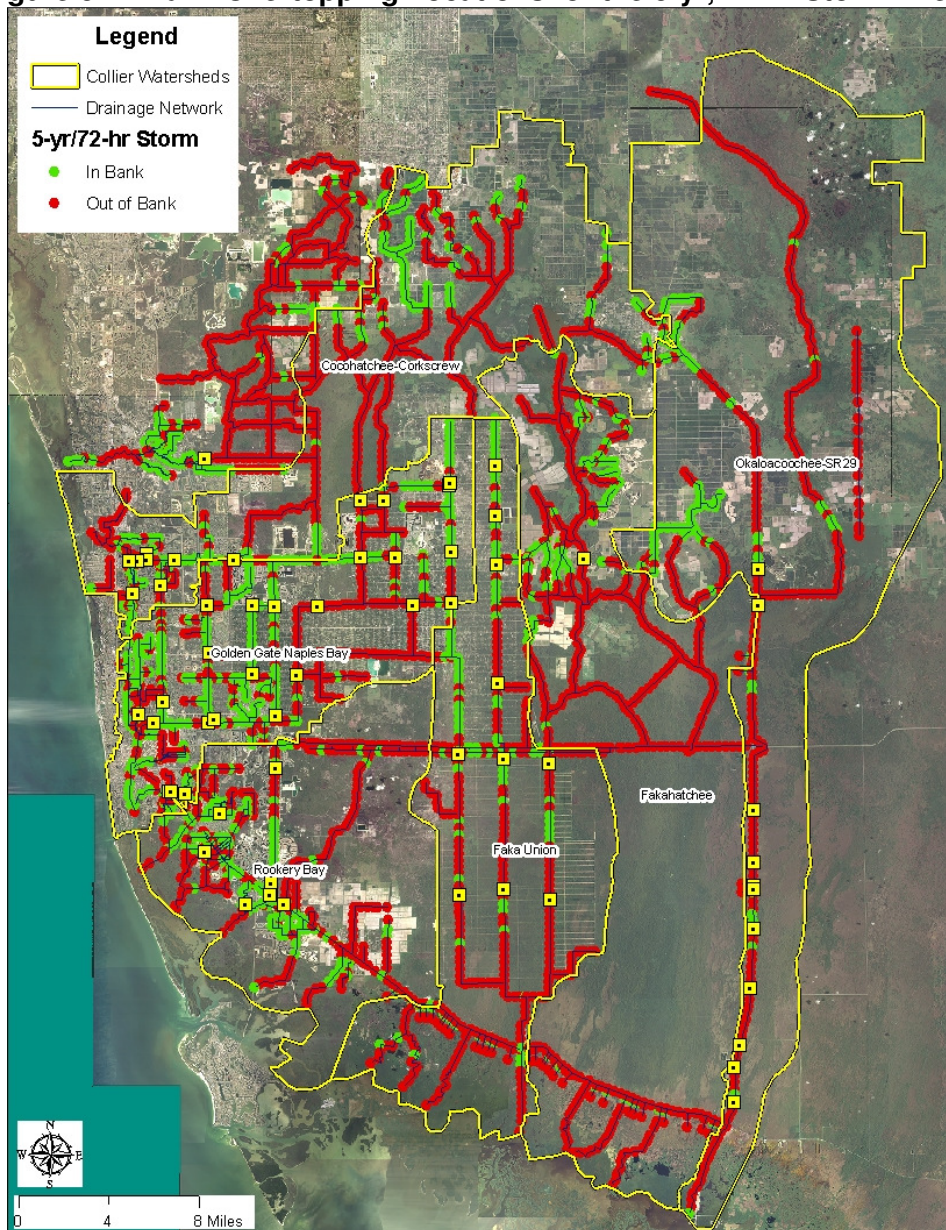 Legend
Collier Watersheds
Drainage Network
5-yr/72-hr Storm
In Bank
Out of Bank
Cocohatchee-Corkscrew
Okaloacoochee-SR29
Golden Gate Naples Bay
Fakahatchee
Faka Union
Rookery Bay
N
W E
S
0 4 8 Miles